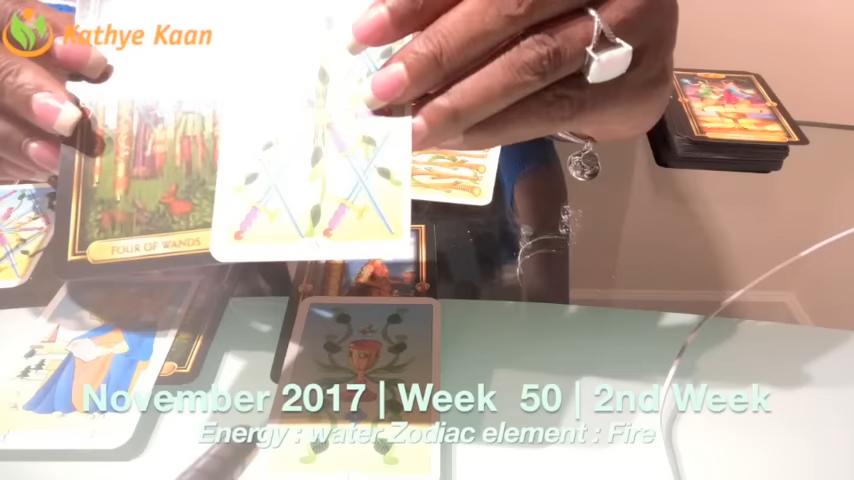 Kathye Kaan
FOUR OF WANDS
November 2017 | Week 50 | 2nd Week
Energy : water Zodiac element : Fire